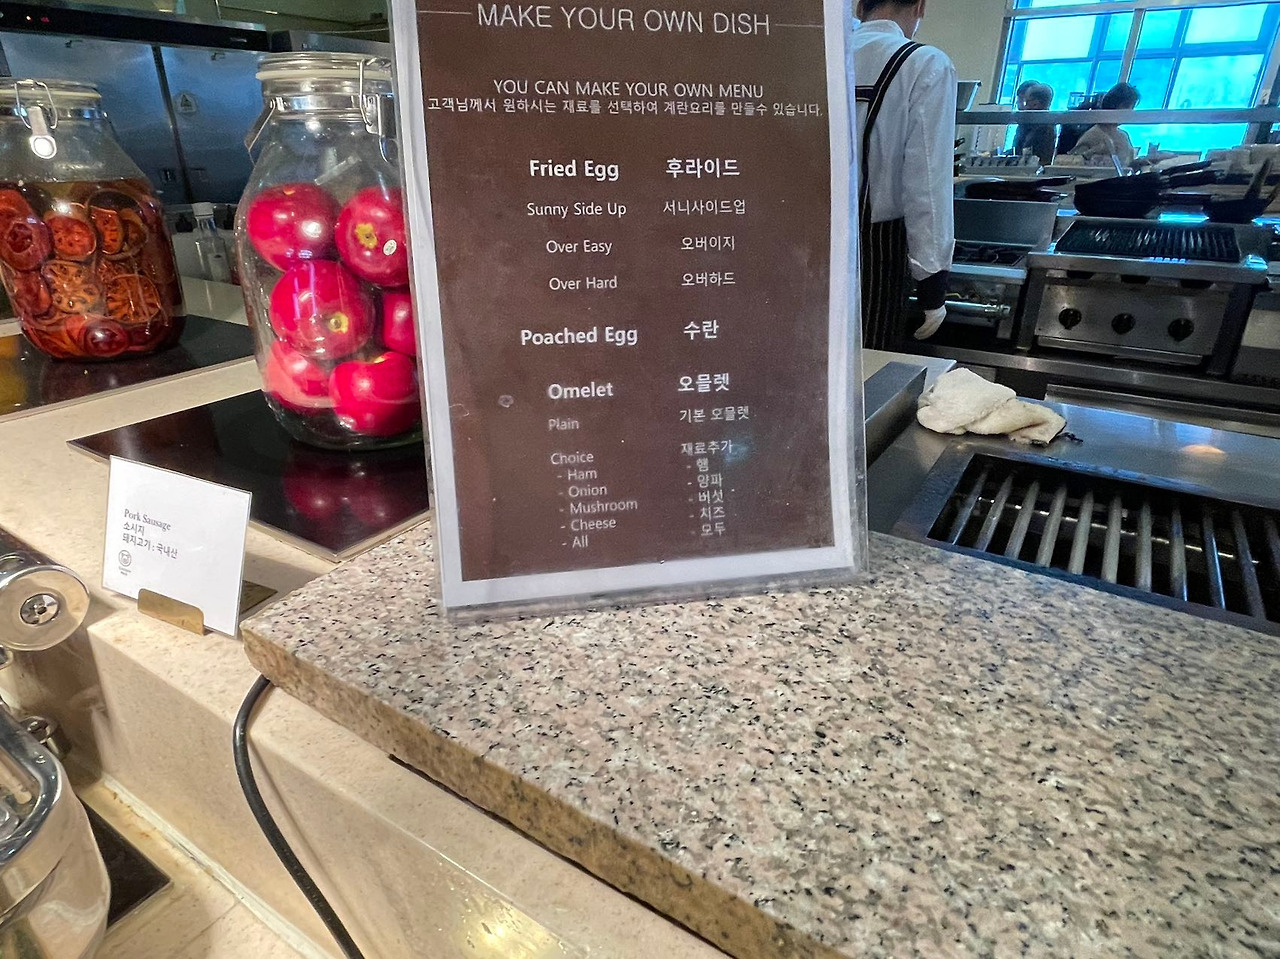 MAKE YOUR OWN DISH
YOU CAN MAKE YOUR OWN MENU
고객님께서 원하시는 재료를 선택하여 계란요리를 만들수 있습니다.
Fried Egg 후라이드
Sunny Side Up 서니사이드업
Over Easy 오버이지
Over Hard 오버하드
Poached Egg 수란
Omelet 오믈렛
Plain 기본 오믈렛
Choice 재료추가
- Ham - 햄
- Onion - 양파
- Mushroom - 버섯
- Cheese - 치즈
- All - 모두
Pork Sausage
소시지
돼지고기 : 국내산